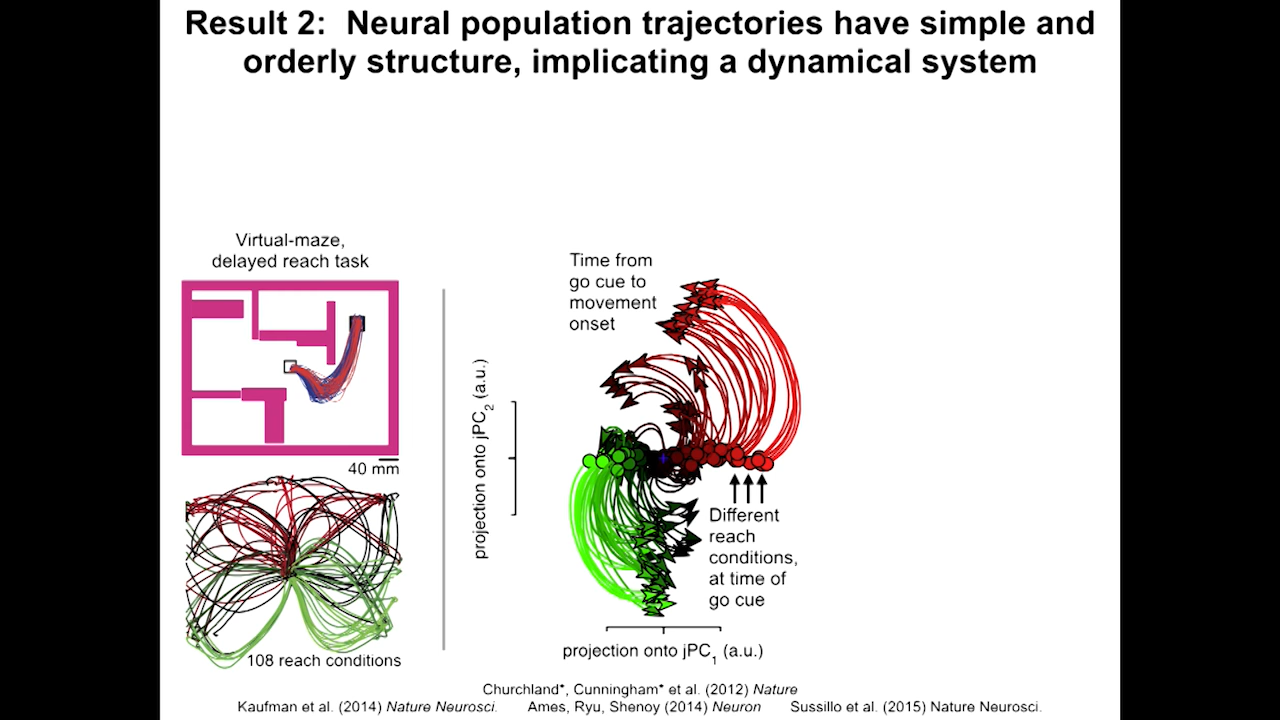 Result 2: Neural population trajectories have simple and
orderly structure, implicating a dynamical system
Virtual-maze,
delayed reach task
40 mm
108 reach conditions
Time from
go cue to
movement
onset
projection onto jPC2 (a.u.)
Different
reach
conditions,
at time of
go cue
projection onto jPC1 (a.u.)
Churchland*, Cunningham* et al. (2012) Nature
Kaufman et al. (2014) Nature Neurosci. Ames, Ryu, Shenoy (2014) Neuron Sussillo et al. (2015) Nature Neurosci.